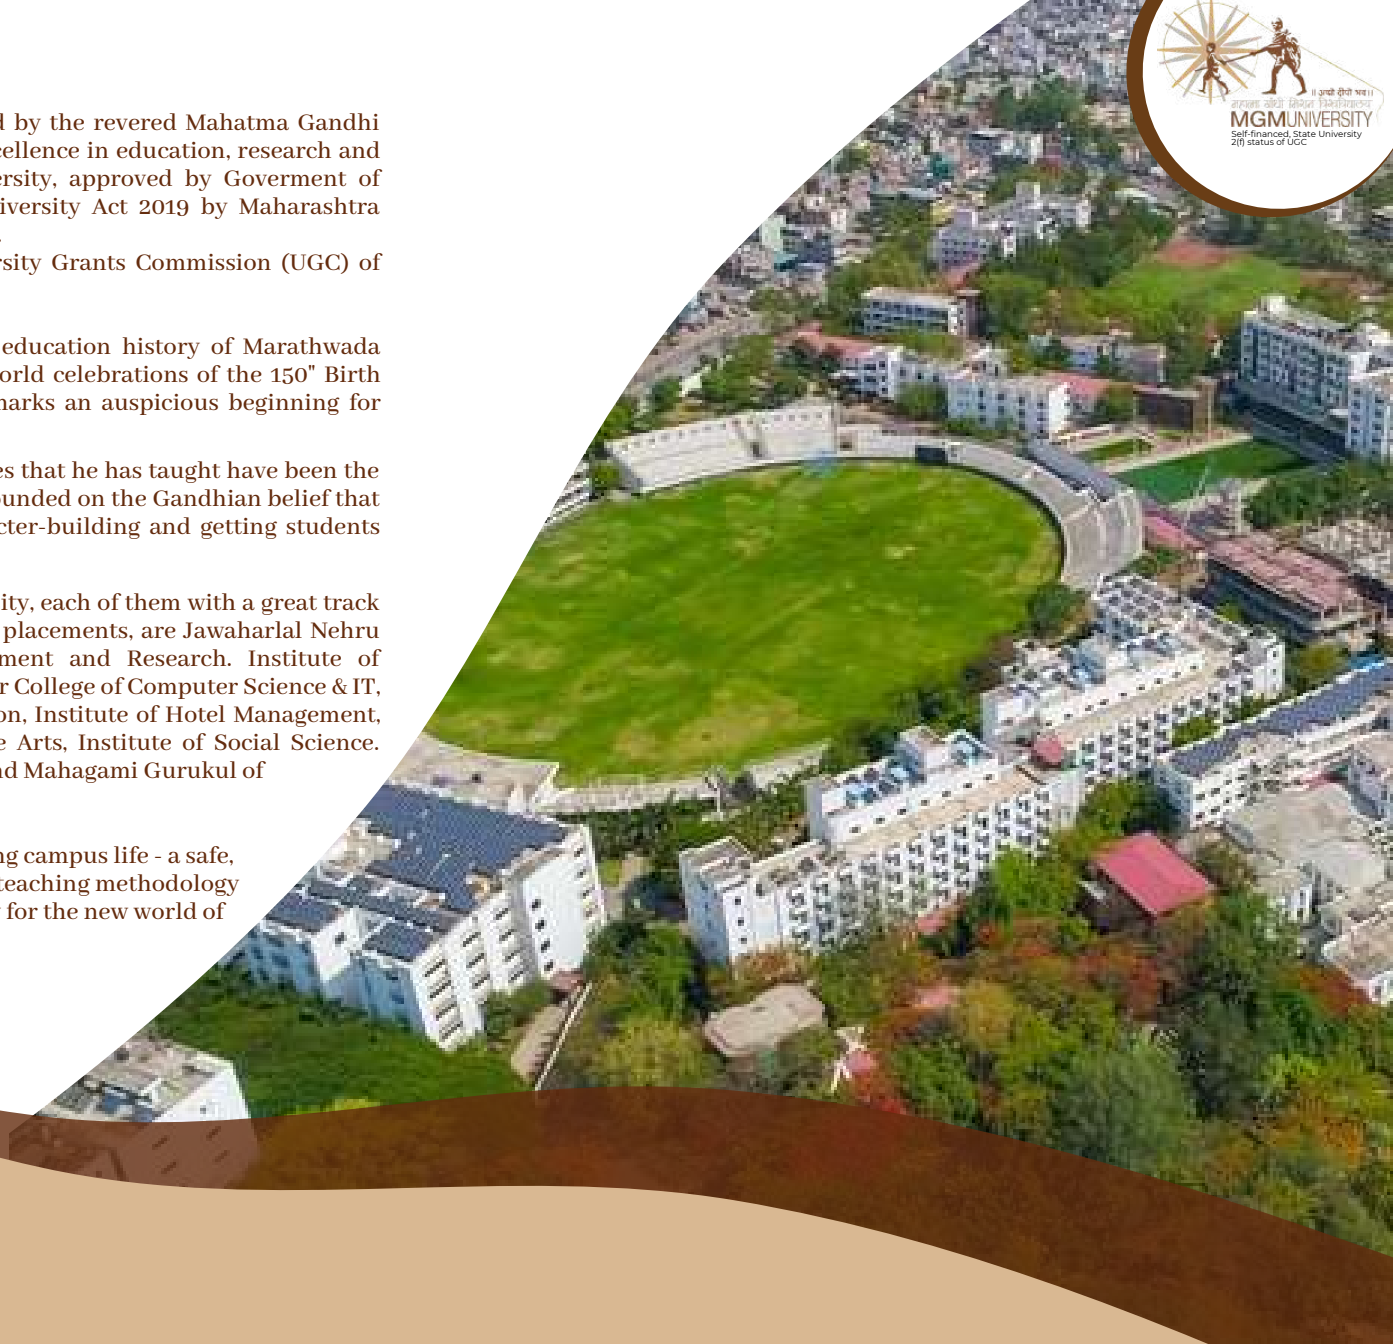 d by the revered Mahatma Gandhi
cellence in education, research and
ersity, approved by Goverment of
iversity Act 2019 by Maharashtra
.
rsity Grants Commission (UGC) of
education history of Marathwada
orld celebrations of the 150" Birth
narks an auspicious beginning for
es that he has taught have been the
ounded on the Gandhian belief that
cter-building and getting students
ity, each of them with a great track
placements, are Jawaharlal Nehru
ment and Research. Institute of
r College of Computer Science & IT,
on, Institute of Hotel Management,
e Arts, Institute of Social Science.
nd Mahagami Gurukul of
ng campus life - a safe,
teaching methodology
for the new world of
।। अत्त दीपो भव।।
MGMUNIVERSITY
Self-financed, State University
2(f) status of UGC